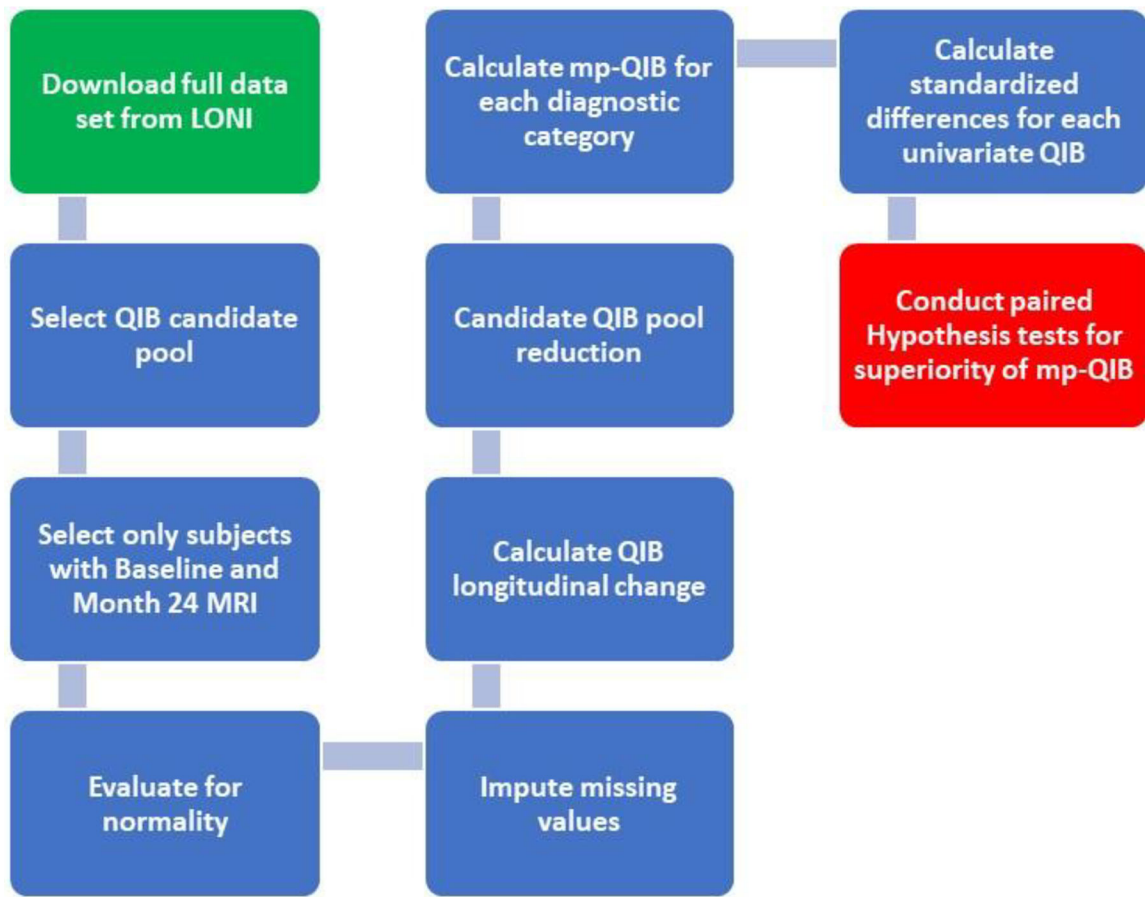 Download full data
set from LONI
Select QIB candidate
pool
Select only subjects
with Baseline and
Month 24 MRI
Evaluate for
normality
Impute missing
values
Calculate QIB
longitudinal change
Candidate QIB pool
reduction
Calculate mp-QIB for
each diagnostic
category
Calculate
standardized
differences for each
univariate QIB
Conduct paired
Hypothesis tests for
superiority of mp-QIB